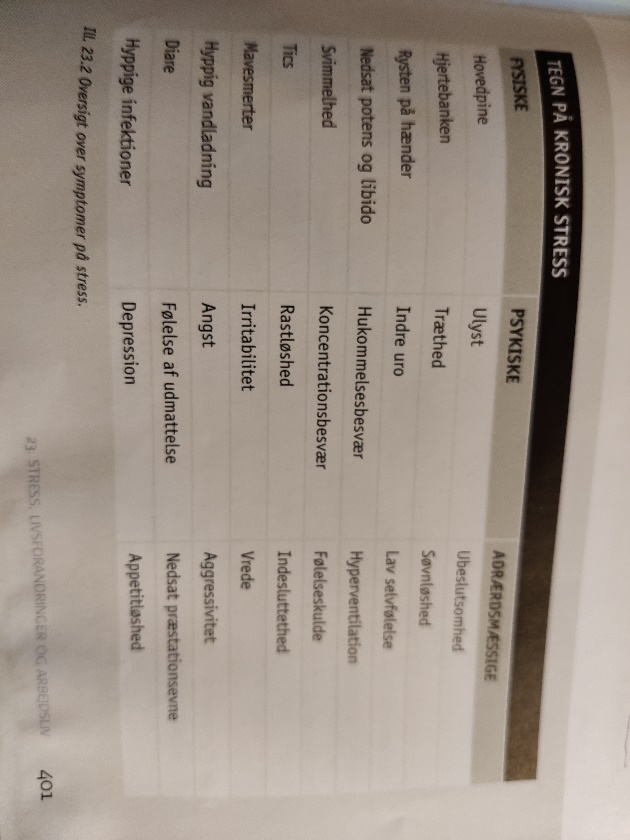 TEGN PÅ KRONISK STRESS
FYSISKE PSYKISKE ADFÆRDSMÆSSIGE
Hovedpine Ulyst Ubeslutsomhed
Hjertebanken Træthed Søvnløshed
Rysten på hænder Indre uro Lav selvfølelse
Nedsat potens og libido Hukommelsesbesvær Hyperventilation
Svimmelhed Koncentrationsbesvær Følelseskulde
Tics Rastløshed Indesluttethed
Mavesmerter Irritabilitet Vrede
Hyppig vandladning Angst Aggressivitet
Diare Følelse af udmattelse Nedsat præstationsevne
Hyppige infektioner Depression Appetitløshed
Ill. 23.2 Oversigt over symptomer på stress.
23. STRESS, LIVSFORANDRINGER OG ARBEJDSLIV 401